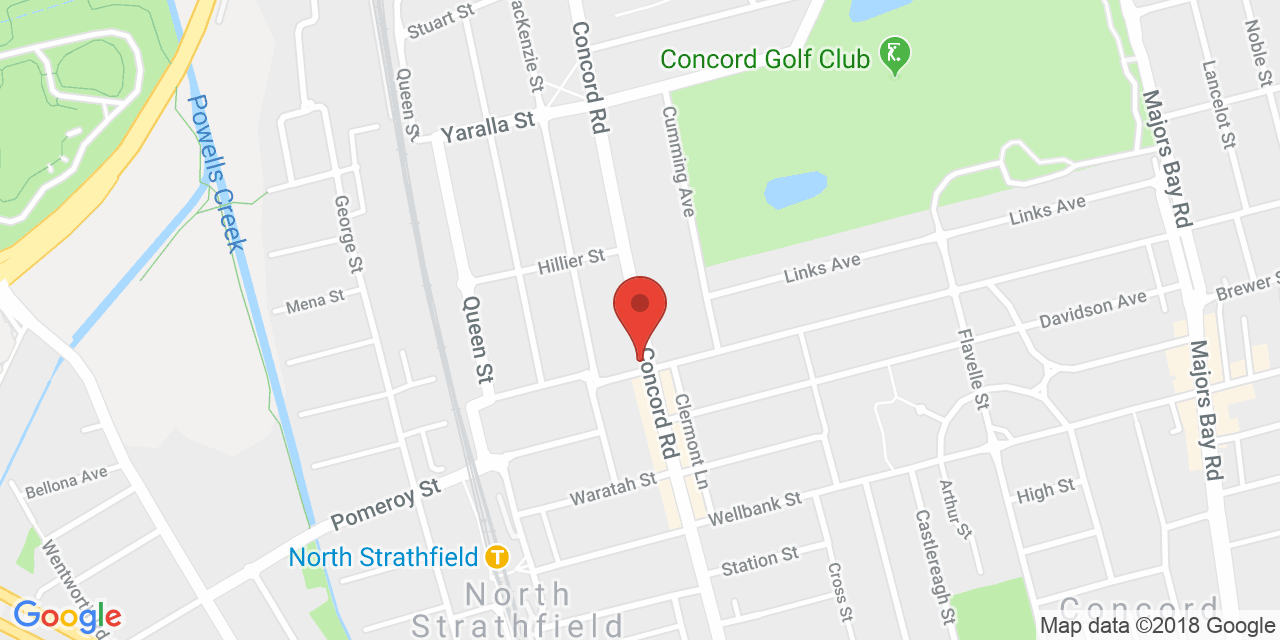 Stuart St
MacKenzie St
Concord Rd
Concord Golf Club
Noble St
Lancelot St
Queen St
Powells Creek
Yaralla St
Cumming Ave
Majors Bay Rd
George St
Links Ave
Hillier St
Links Ave
Mena St
Brewer S
Davidson Ave
Queen St
Flavelle St
Majors Bay Rd
Concord Rd
Clermont Ln
Bellona Ave
Waratah St
Pomeroy St
Wellbank St
High St
Arthur St
Castlereagh St
Wentworth Rd
North Strathfield T
Station St
Cross St
North
Strathfield
Concord
Google
Map data ©2018 Google